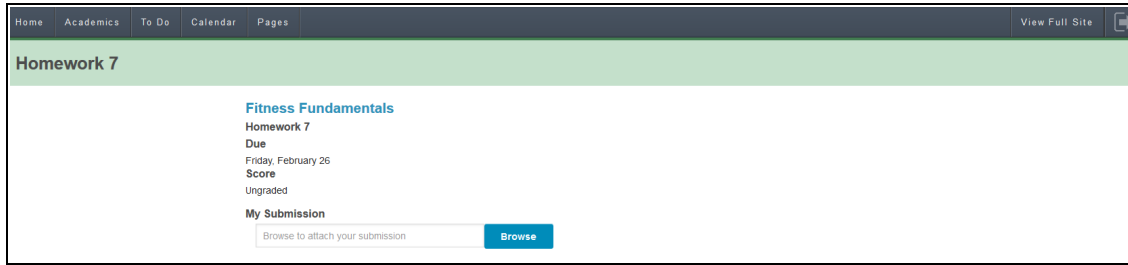 Home Academics To Do Calendar Pages View Full Site
Homework 7
Fitness Fundamentals
Homework 7
Due
Friday, February 26
Score
Ungraded
My Submission
Browse to attach your submission Browse